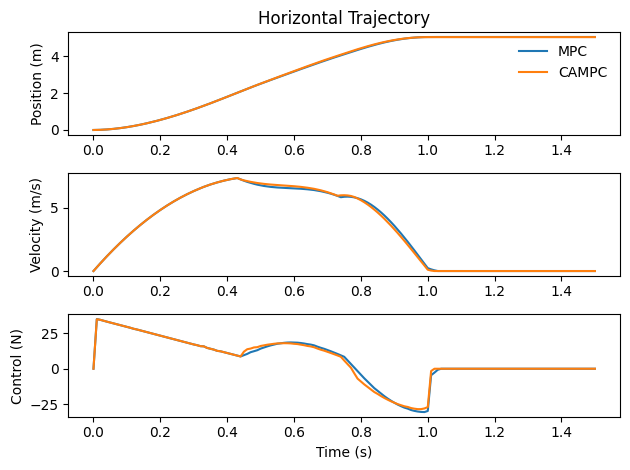 Horizontal Trajectory
Position (m)
4
2
0
MPC
CAMPC
0.0 0.2 0.4 0.6 0.8 1.0 1.2 1.4
Velocity (m/s)
5
0
0.0 0.2 0.4 0.6 0.8 1.0 1.2 1.4
Control (N)
25
0
−25
0.0 0.2 0.4 0.6 0.8 1.0 1.2 1.4
Time (s)